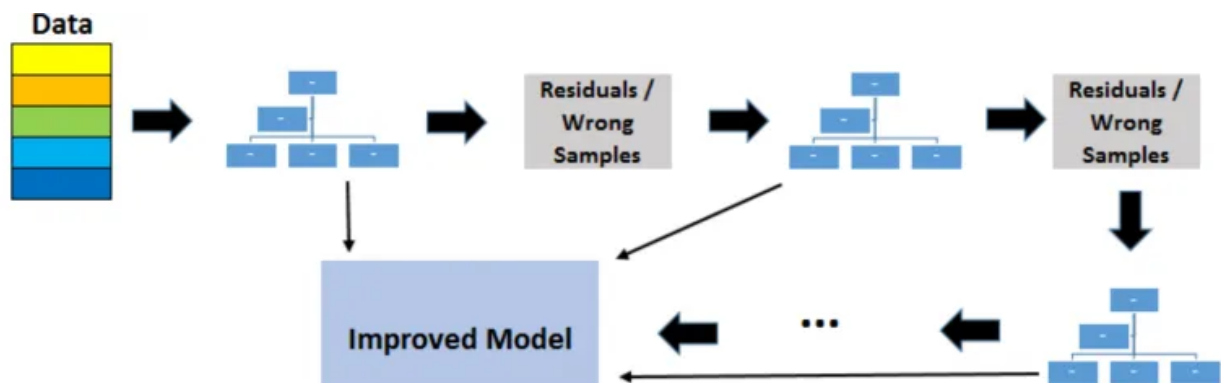 Data
Residuals /
Wrong
Samples
Residuals /
Wrong
Samples
...
Improved Model